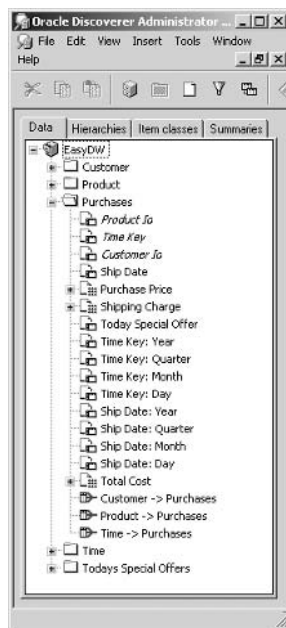 Oracle Discoverer Administrator ...
File Edit View Insert Tools Window
Help
Data Hierarchies Item classes Summaries
EasyDW
Customer
Product
Purchases
Product Io
Time Key
Customer Io
Ship Date
Purchase Price
Shipping Charge
Today Special Offer
Time Key: Year
Time Key: Quarter
Time Key: Month
Time Key: Day
Ship Date: Year
Ship Date: Quarter
Ship Date: Month
Ship Date: Day
Total Cost
Customer -> Purchases
Product -> Purchases
Time -> Purchases
Time
Todays Special Offers